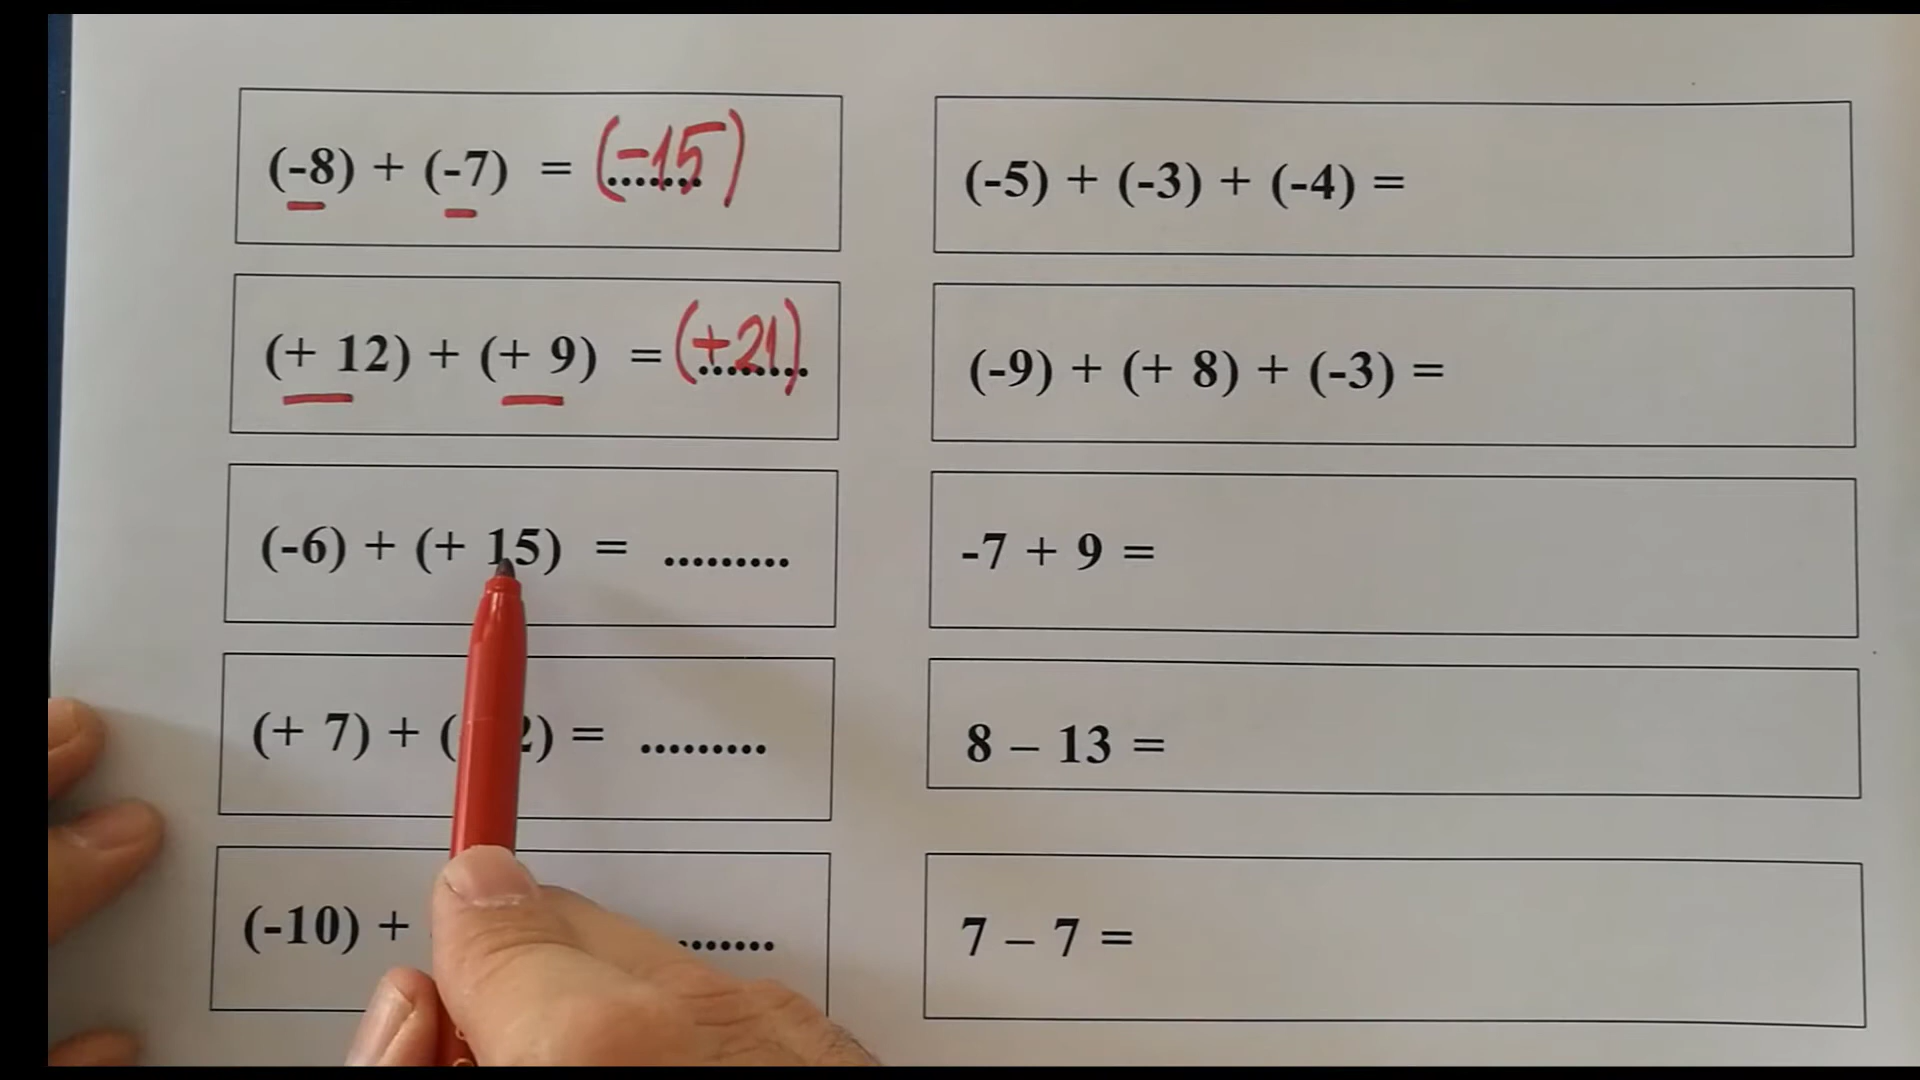 (-8) + (-7) = (-15)
(+ 12) + (+ 9) = (+21)
(-6) + (+ 15) = .........
(+ 7) + ( 2) = .........
(-10) + .......
(-5) + (-3) + (-4) =
(-9) + (+ 8) + (-3) =
-7 + 9 =
8 – 13 =
7 – 7 =